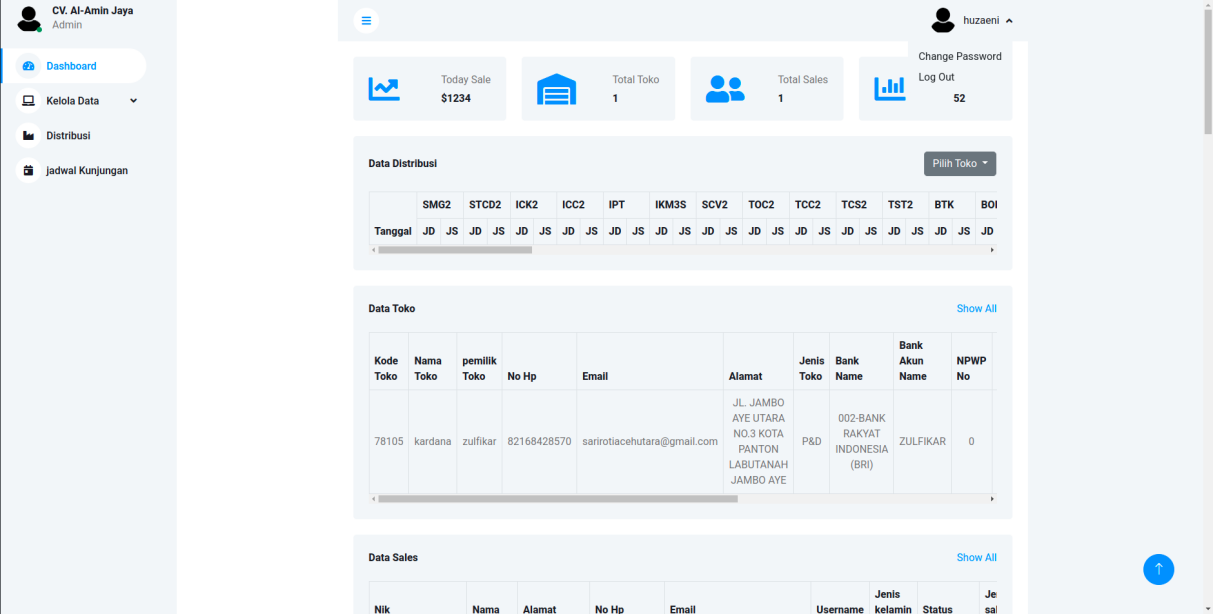 CV. Al-Amin Jaya
Admin
huzaeni
Change Password
Log Out
Dashboard
Kelola Data
Distribusi
jadwal Kunjungan
Today Sale
$1234
Total Toko
1
Total Sales
1
52
Data Distribusi
Pilih Toko
SMG2 STCD2 ICK2 ICC2 IPT IKM3S SCV2 TOC2 TCC2 TCS2 TST2 BTK
Tanggal JD JS JD JS JD JS JD JS JD JS JD JS JD JS JD JS JD JS JD JS JD JS JD JS JD
Data Toko
Show All
Kode Toko Nama Toko pemilik Toko No Hp Email Alamat Jenis Toko Bank Name Bank Akun Name NPWP No
78105 kardana zulfikar 82168428570 sarirotiacehutara@gmail.com
JL. JAMBO
AYE UTARA
NO.3 KOTA
PANTON
LABUTANAH
JAMBO AYE
P&D
002-BANK
RAKYAT
INDONESIA
(BRI)
ZULFIKAR
0
Data Sales
Show All
Nik Nama Alamat No Hp Email Username Jenis kelamin Status